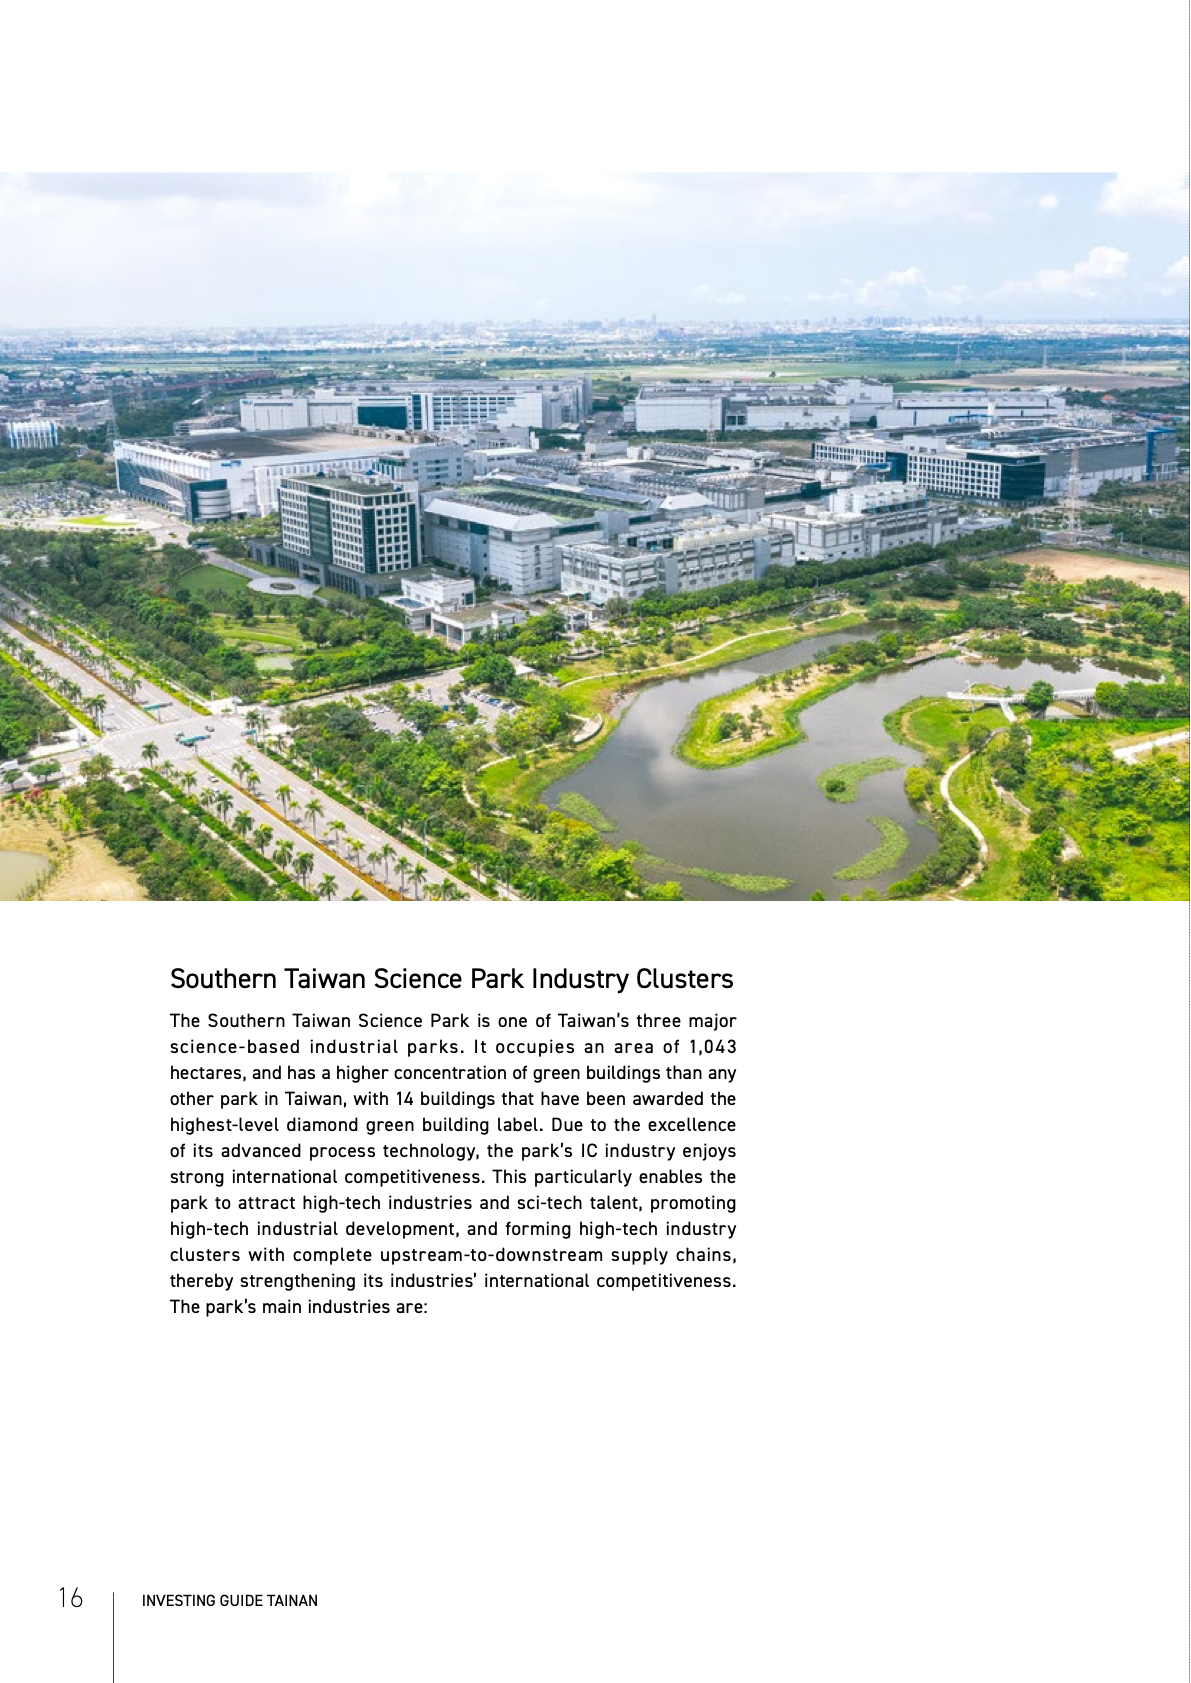 Southern Taiwan Science Park Industry Clusters
The Southern Taiwan Science Park is one of Taiwan’s three major
science-based industrial parks. It occupies an area of 1,043
hectares, and has a higher concentration of green buildings than any
other park in Taiwan, with 14 buildings that have been awarded the
highest-level diamond green building label. Due to the excellence
of its advanced process technology, the park’s IC industry enjoys
strong international competitiveness. This particularly enables the
park to attract high-tech industries and sci-tech talent, promoting
high-tech industrial development, and forming high-tech industry
clusters with complete upstream-to-downstream supply chains,
thereby strengthening its industries’ international competitiveness.
The park’s main industries are:
16
INVESTING GUIDE TAINAN